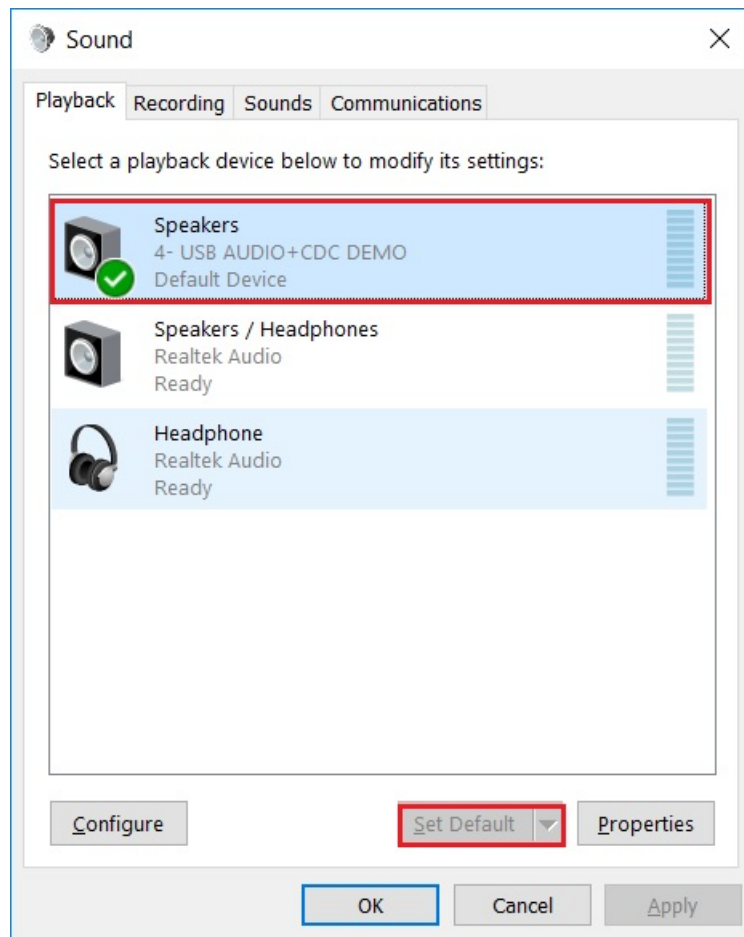 Sound
Playback Recording Sounds Communications
Select a playback device below to modify its settings:
Speakers
4- USB AUDIO+CDC DEMO
Default Device
Speakers / Headphones
Realtek Audio
Ready
Headphone
Realtek Audio
Ready
Configure Set Default Properties
OK Cancel Apply